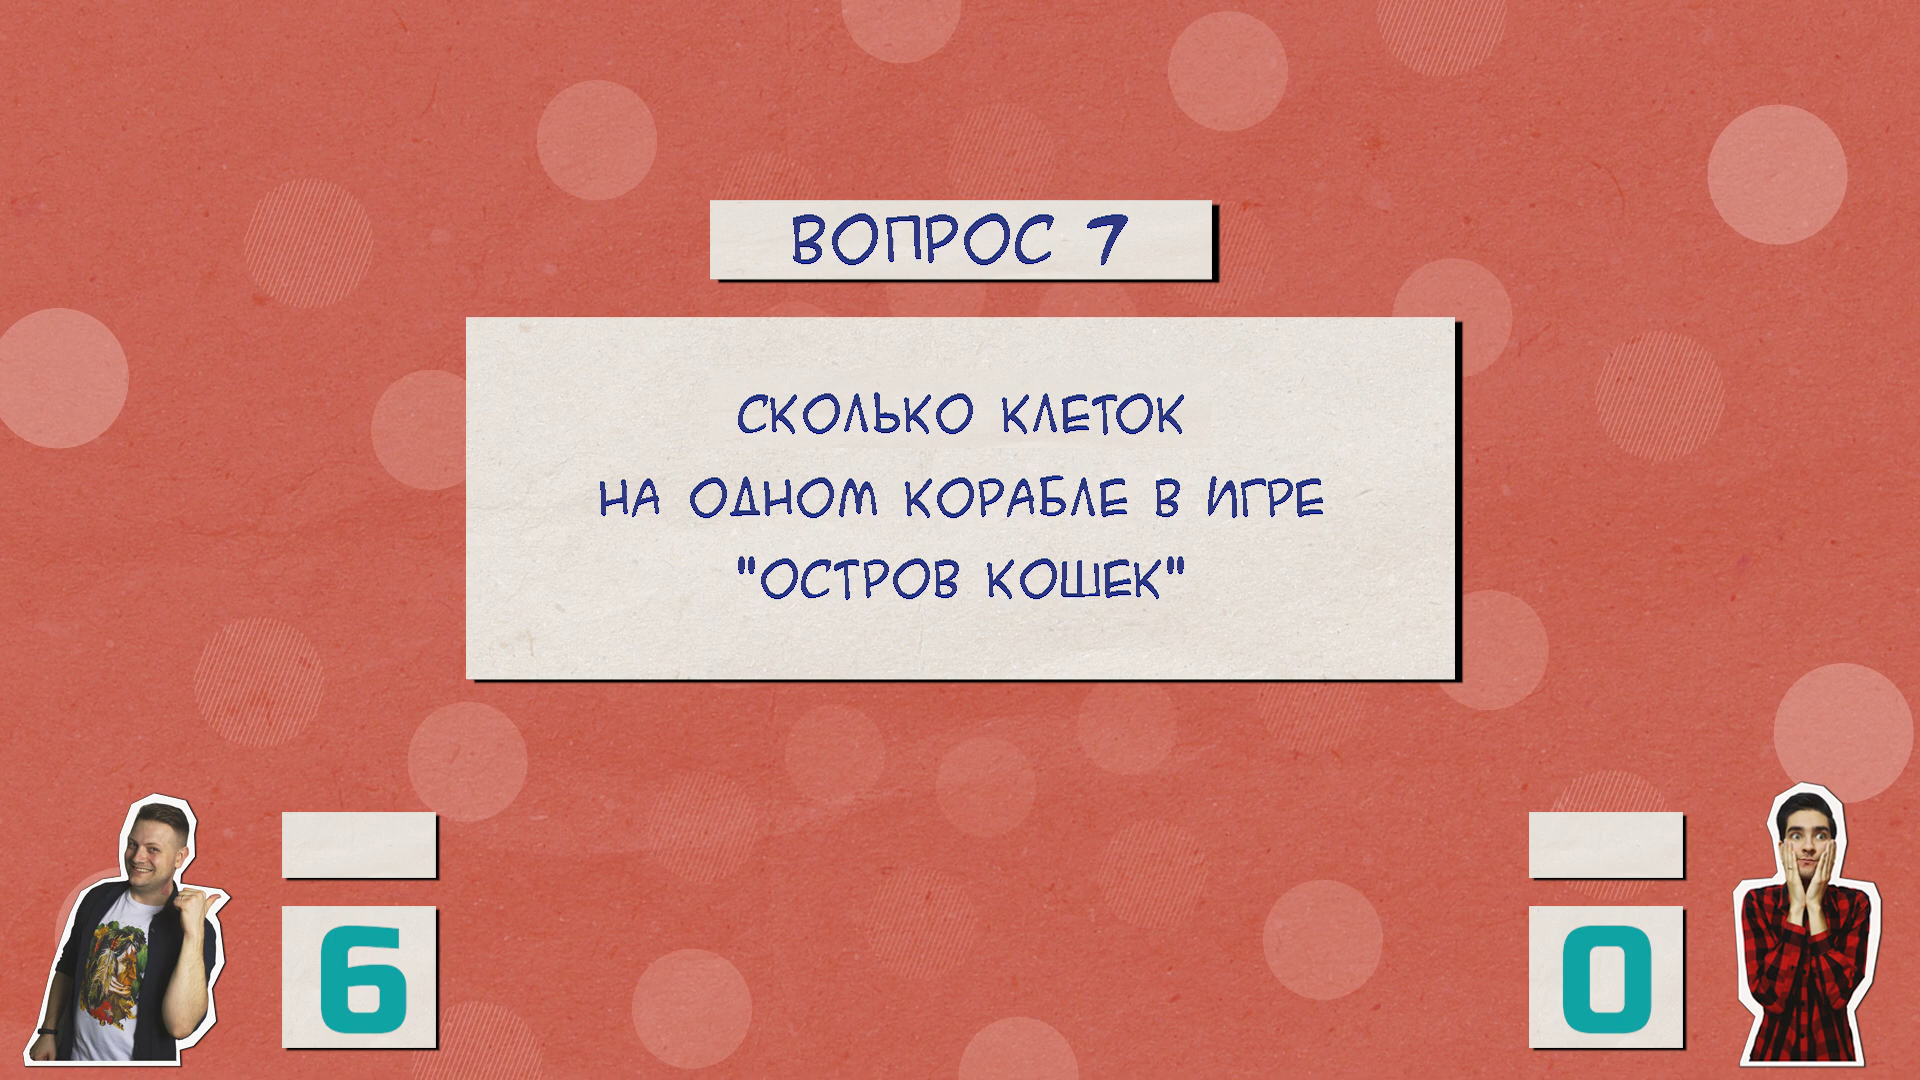 ВОПРОС 7
СКОЛЬКО КЛЕТОК
НА ОДНОМ КОРАБЛЕ В ИГРЕ
"ОСТРОВ КОШЕК"
6
0